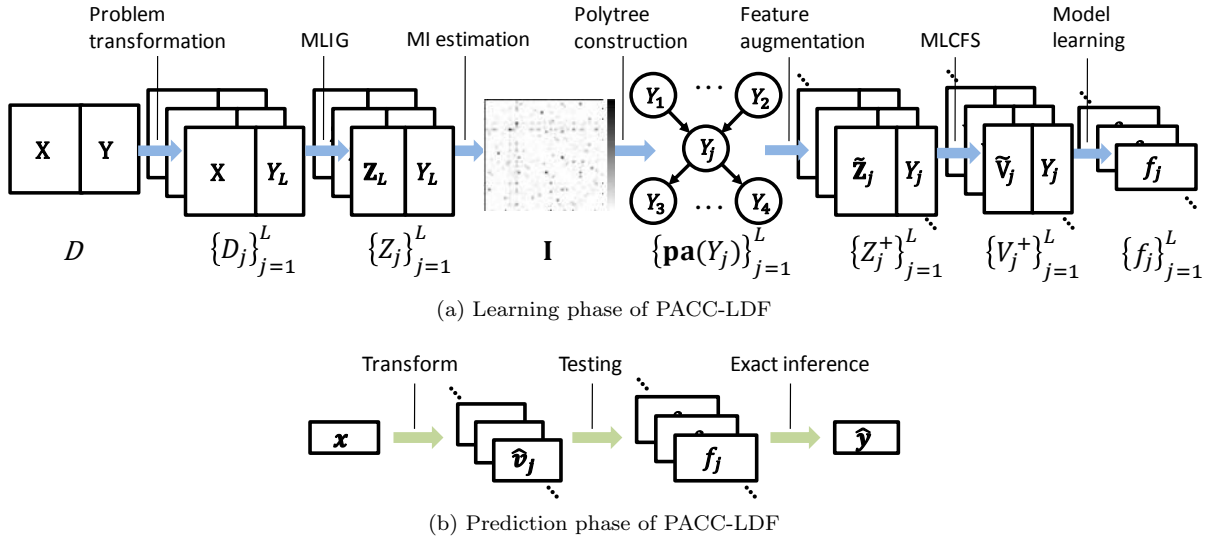 Problem transformation
MLIG
MI estimation
Polytree construction
Feature augmentation
MLCFS
Model learning
X Y
X Y_L
Z_L Y_L
Y_1 ... Y_2
Y_j
Y_3 ... Y_4
Z̃_j Y_j
Ṽ_j Y_j
f_j
D
{D_j}_{j=1}^L
{Z_j}_{j=1}^L
I
{pa(Y_j)}_{j=1}^L
{Z_j^+}_{j=1}^L
{V_j^+}_{j=1}^L
{f_j}_{j=1}^L
(a) Learning phase of PACC-LDF
Transform
Testing
Exact inference
x
v̂_j
f_j
ŷ
(b) Prediction phase of PACC-LDF